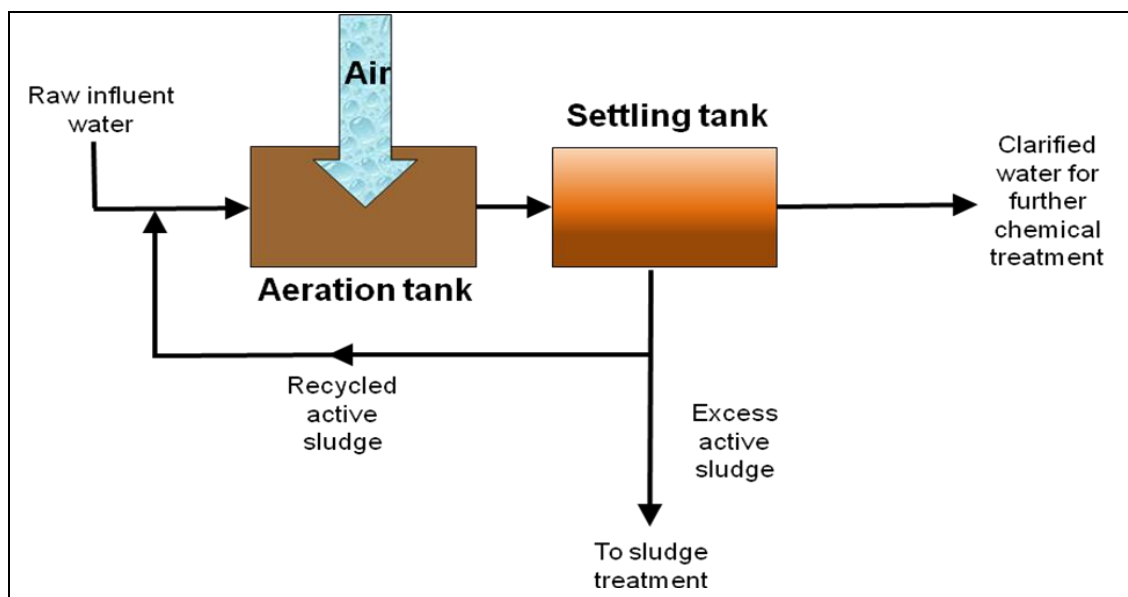 Air
Raw influent
water
Settling tank
Clarified
water for
further
chemical
treatment
Aeration tank
Recycled
active
sludge
Excess
active
sludge
To sludge
treatment